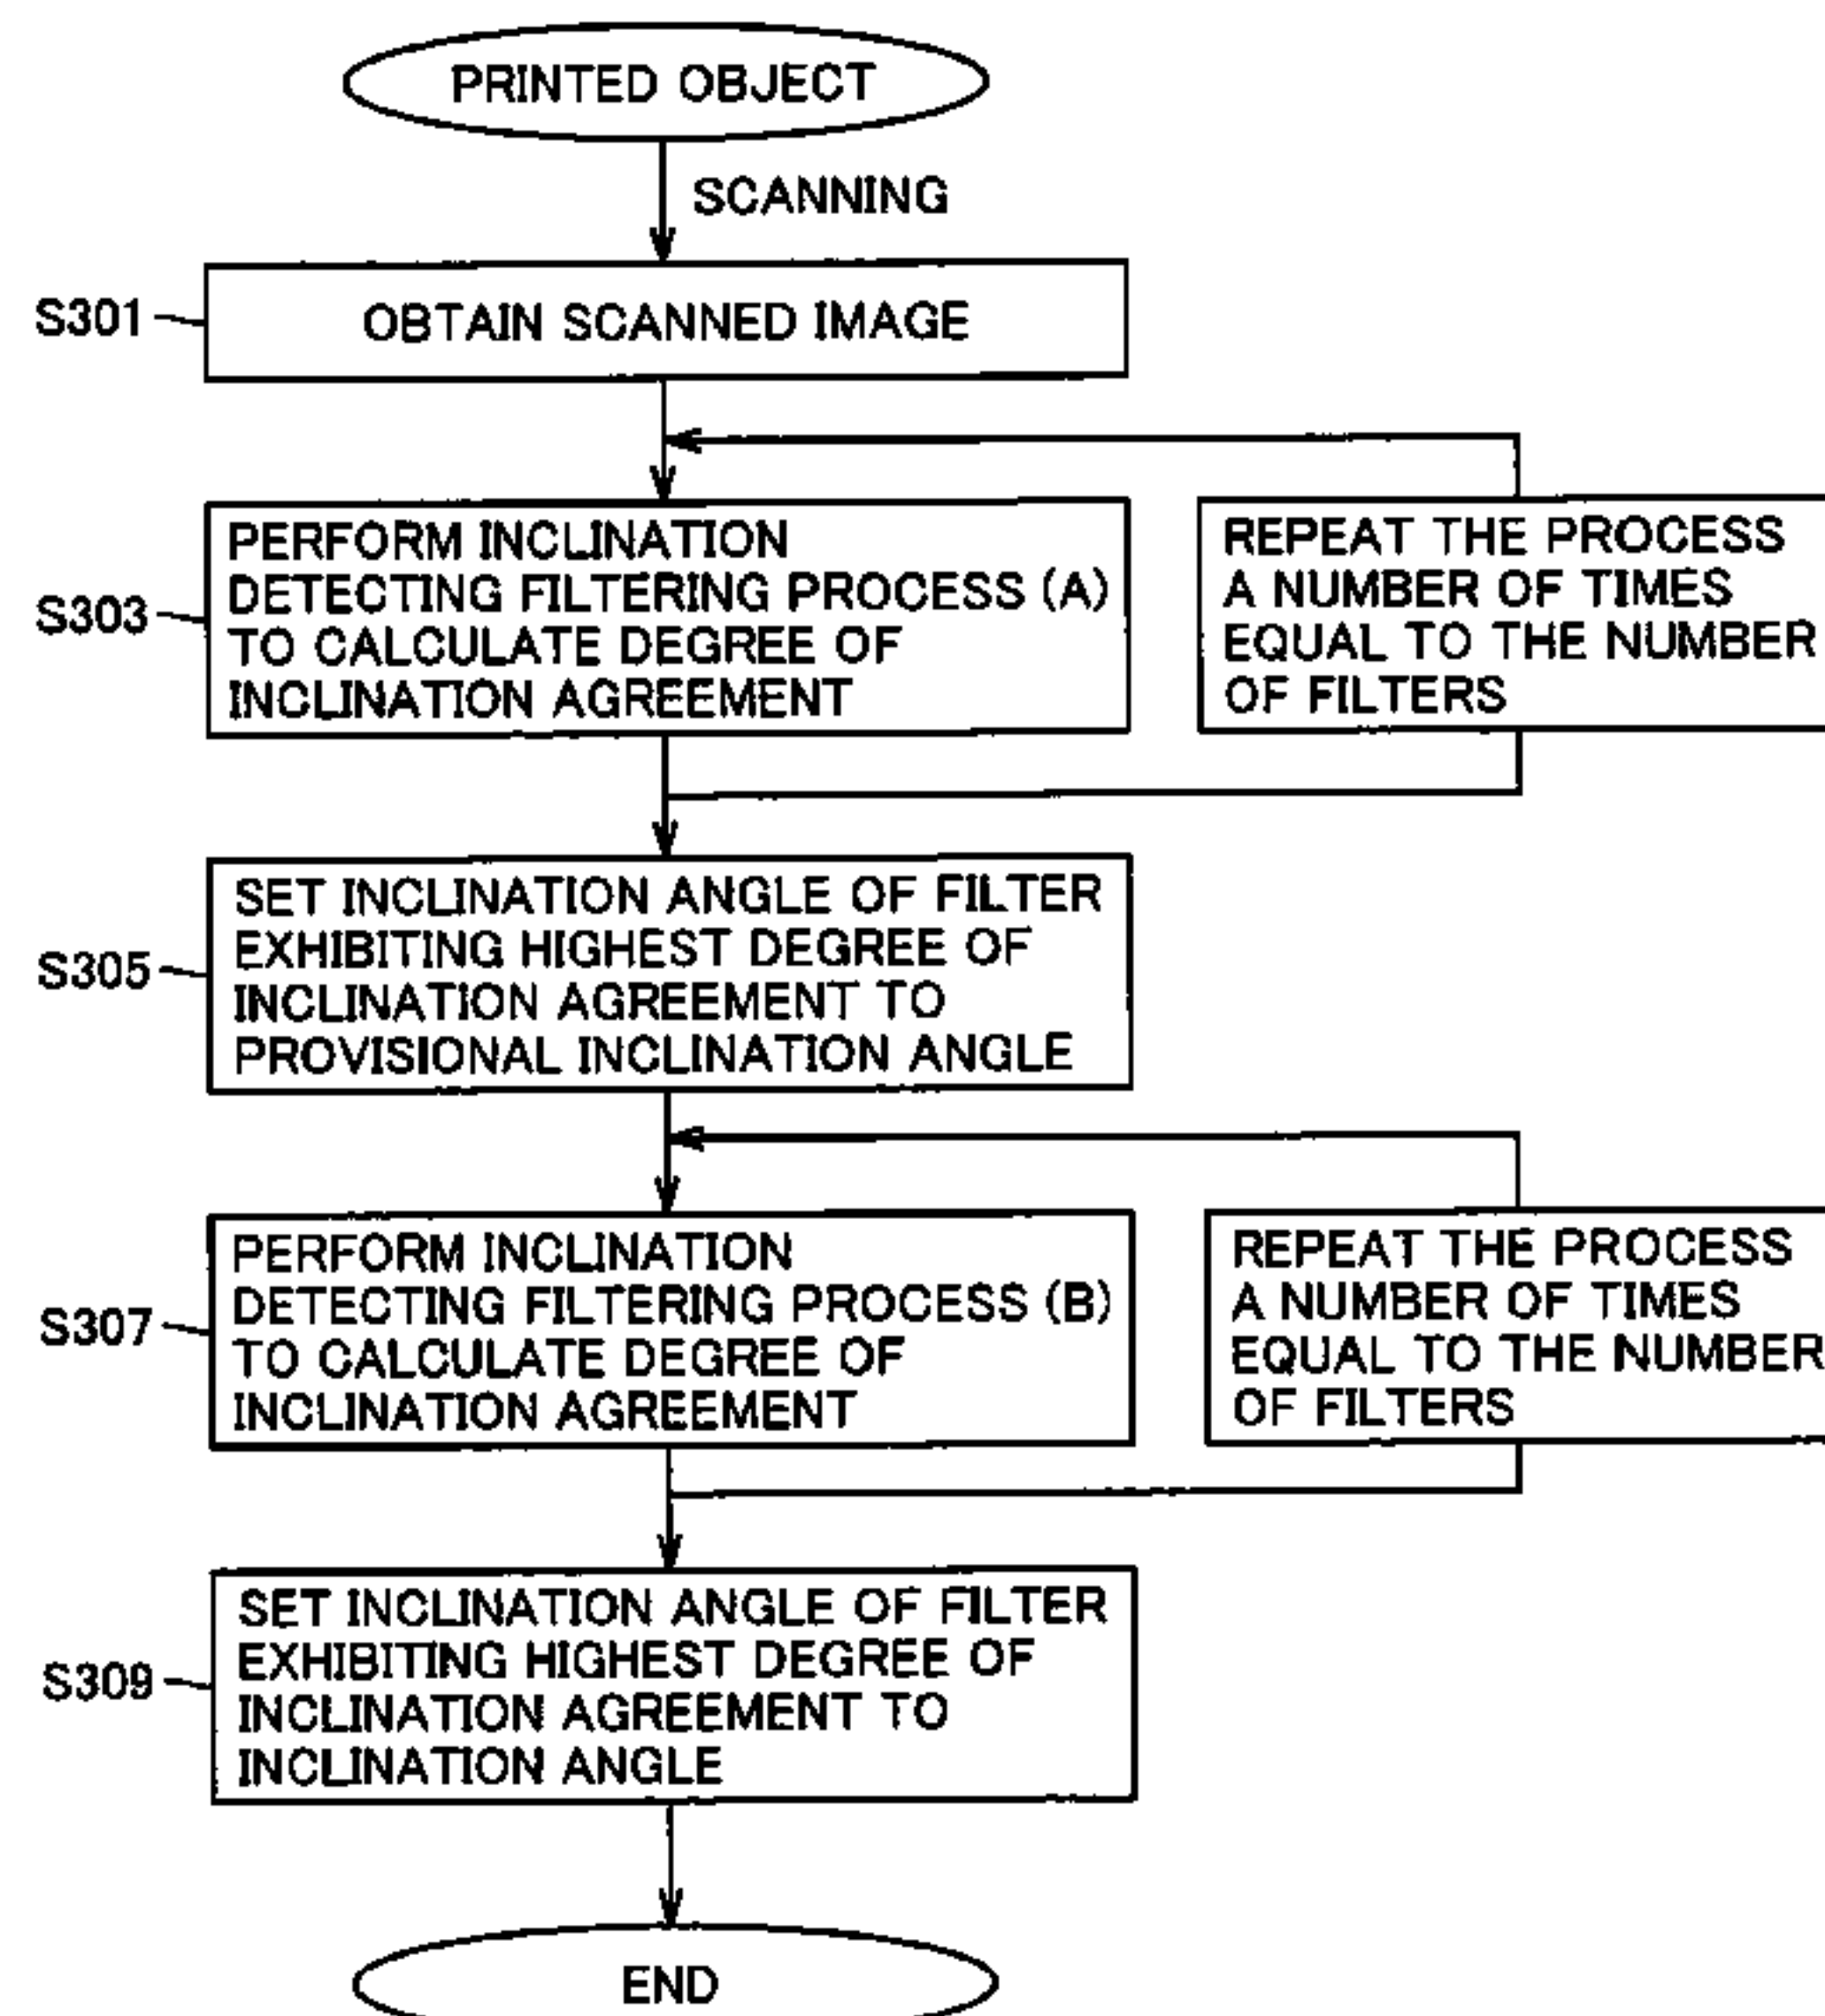 PRINTED OBJECT
SCANNING
S301
OBTAIN SCANNED IMAGE
S303
PERFORM INCLINATION
DETECTING FILTERING PROCESS (A)
TO CALCULATE DEGREE OF
INCLINATION AGREEMENT
REPEAT THE PROCESS
A NUMBER OF TIMES
EQUAL TO THE NUMBER
OF FILTERS
S305
SET INCLINATION ANGLE OF FILTER
EXHIBITING HIGHEST DEGREE OF
INCLINATION AGREEMENT TO
PROVISIONAL INCLINATION ANGLE
S307
PERFORM INCLINATION
DETECTING FILTERING PROCESS (B)
TO CALCULATE DEGREE OF
INCLINATION AGREEMENT
REPEAT THE PROCESS
A NUMBER OF TIMES
EQUAL TO THE NUMBER
OF FILTERS
S309
SET INCLINATION ANGLE OF FILTER
EXHIBITING HIGHEST DEGREE OF
INCLINATION AGREEMENT TO
INCLINATION ANGLE
END